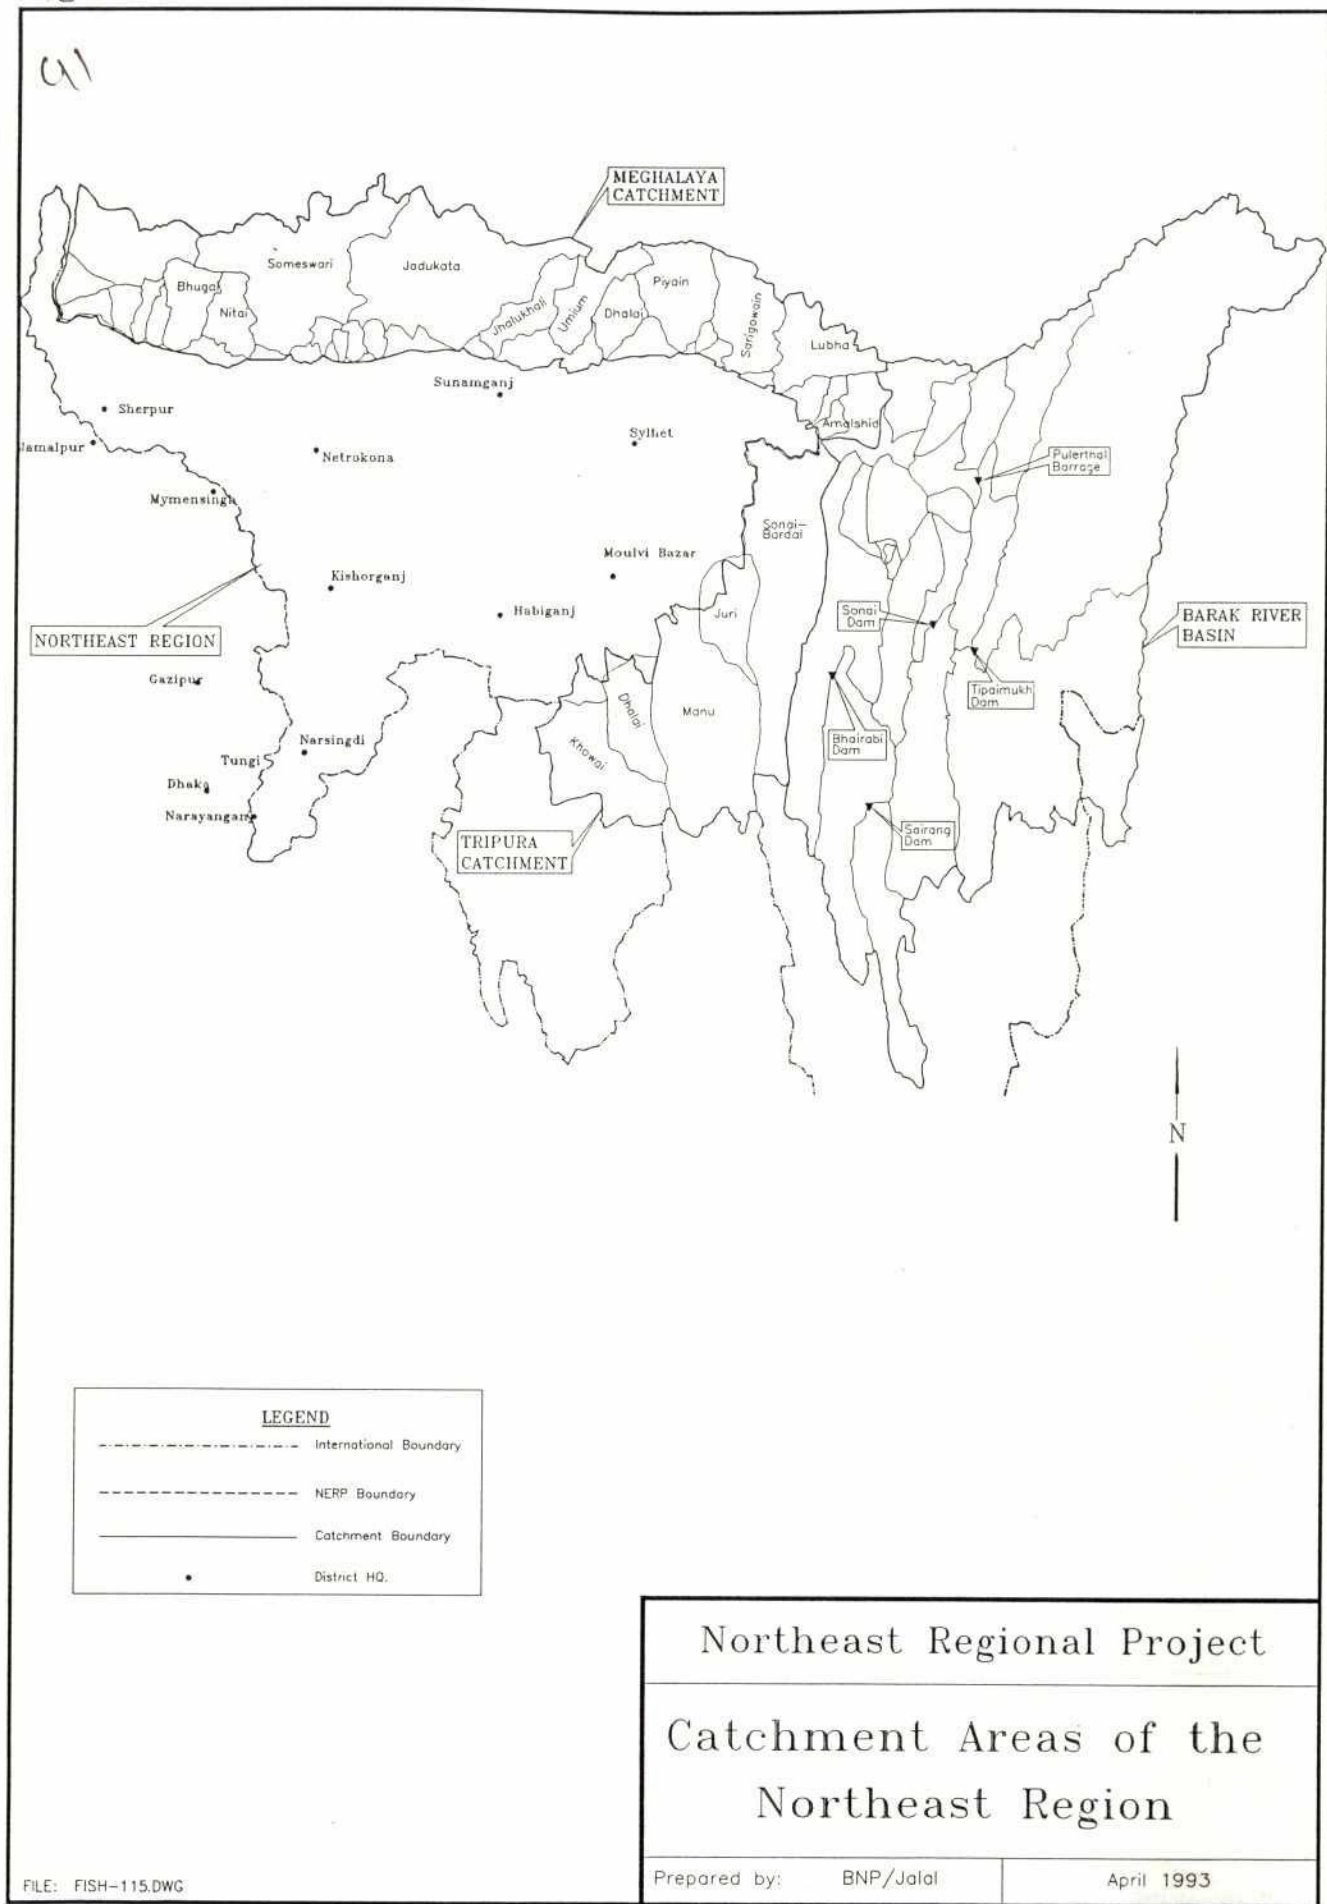 91
MEGHALAYA
CATCHMENT
Someswari
Jadukata
Bhugai
Nitai
Jhalukhali
Umium
Dhalai
Piyain
Sarigowain
Lubha
Amalshid
Sunamganj
Sherpur
Jamalpur
Netrokona
Sylhet
Mymensingh
Pulerthal
Barrage
Sonai-
Bardal
Moulvi Bazar
Kishorganj
Habiganj
Juri
Sonai
Dam
NORTHEAST REGION
BARAK RIVER
BASIN
Gazipur
Dhalai
Manu
Tipaimukh
Dam
Khowai
Bhairabi
Dam
Narsingdi
Tungi
Dhaka
Narayanganj
TRIPURA
CATCHMENT
Sairang
Dam
N
LEGEND
International Boundary
NERP Boundary
Catchment Boundary
District HQ.
Northeast Regional Project
Catchment Areas of the
Northeast Region
Prepared by: BNP/Jalal April 1993
FILE: FISH-115.DWG